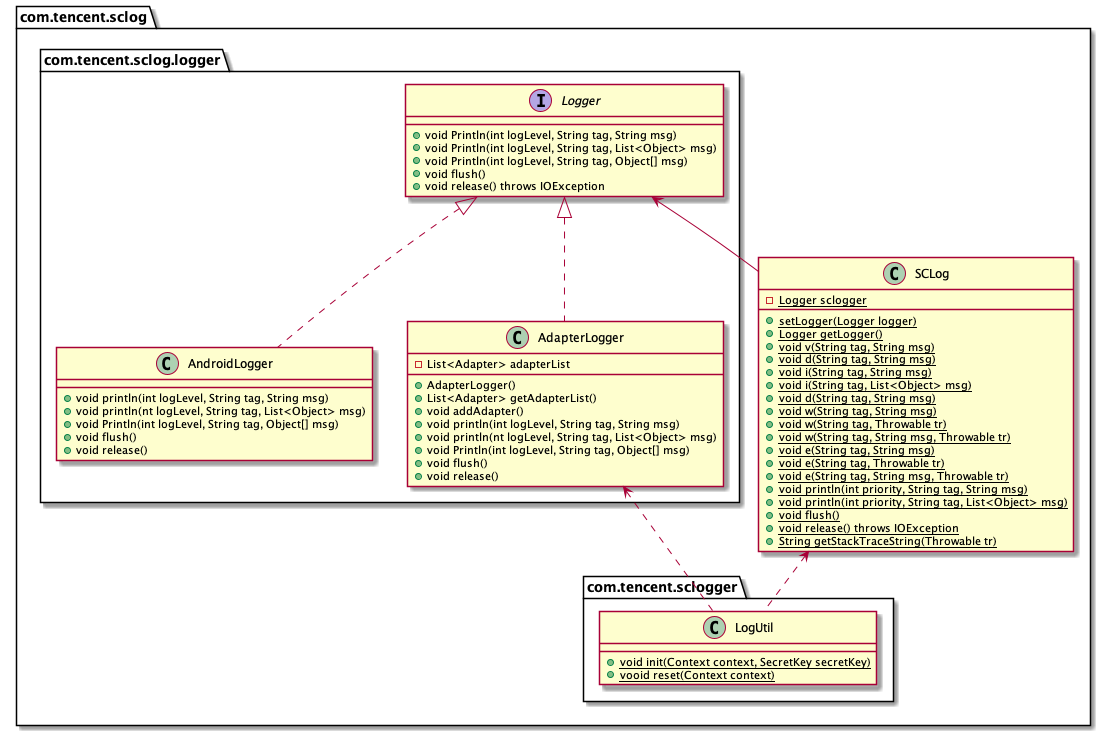 com.tencent.sclog
com.tencent.sclog.logger
I Logger
void Println(int logLevel, String tag, String msg)
void Println(int logLevel, String tag, List<Object> msg)
void Println(int logLevel, String tag, Object[] msg)
void flush()
void release() throws IOException
C SCLog
Logger sclogger
setLogger(Logger logger)
Logger getLogger()
void v(String tag, String msg)
void d(String tag, String msg)
void i(String tag, String msg)
void i(String tag, List<Object> msg)
void d(String tag, String msg)
void w(String tag, String msg)
void w(String tag, Throwable tr)
void w(String tag, String msg, Throwable tr)
void e(String tag, String msg)
void e(String tag, Throwable tr)
void e(String tag, String msg, Throwable tr)
void println(int priority, String tag, String msg)
void println(int priority, String tag, List<Object> msg)
void flush()
void release() throws IOException
String getStackTraceString(Throwable tr)
C AndroidLogger
void println(int logLevel, String tag, String msg)
void println(nt logLevel, String tag, List<Object> msg)
void Println(int logLevel, String tag, Object[] msg)
void flush()
void release()
C AdapterLogger
List<Adapter> adapterList
AdapterLogger()
List<Adapter> getAdapterList()
void addAdapter()
void println(int logLevel, String tag, String msg)
void println(nt logLevel, String tag, List<Object> msg)
void Println(int logLevel, String tag, Object[] msg)
void flush()
void release()
com.tencent.sclogger
C LogUtil
void init(Context context, SecretKey secretKey)
vooid reset(Context context)